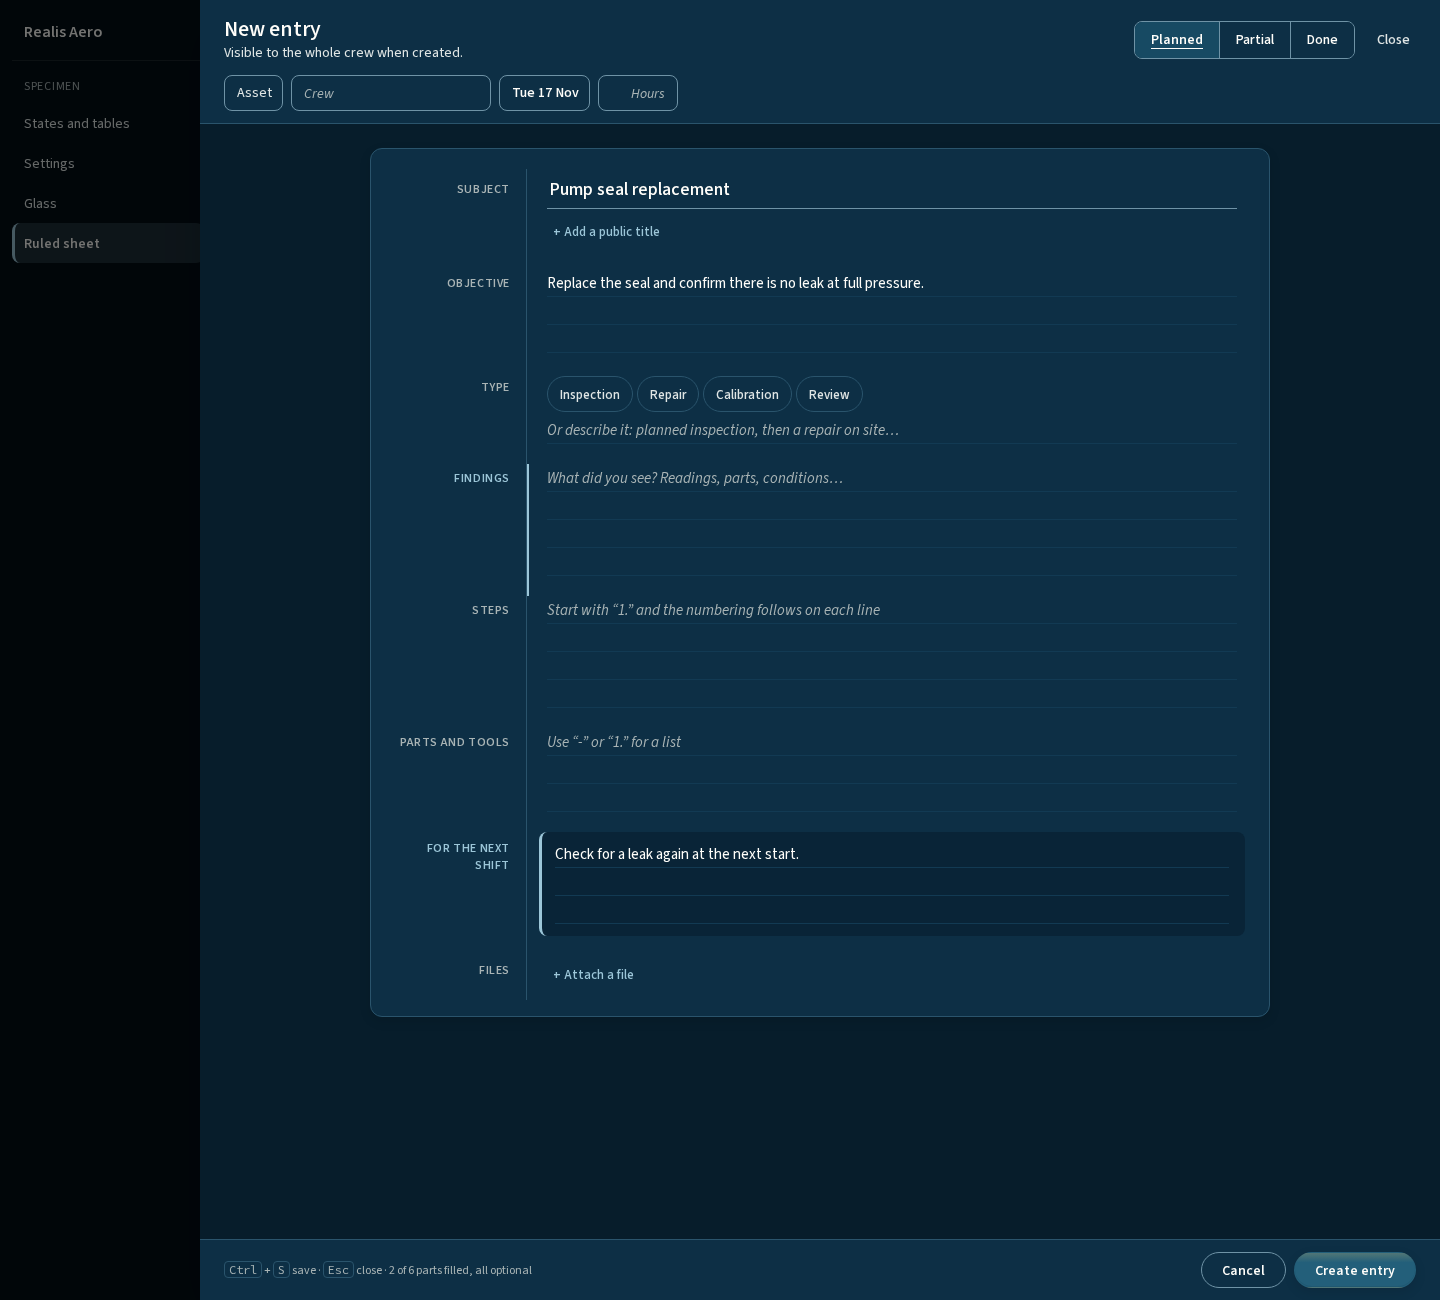 Realis Aero
SPECIMEN
States and tables
Settings
Glass
Ruled sheet
New entry
Visible to the whole crew when created.
Planned Partial Done Close
Asset Crew Tue 17 Nov Hours
SUBJECT Pump seal replacement
+ Add a public title
OBJECTIVE Replace the seal and confirm there is no leak at full pressure.
TYPE Inspection Repair Calibration Review
Or describe it: planned inspection, then a repair on site…
FINDINGS What did you see? Readings, parts, conditions…
STEPS Start with “1.” and the numbering follows on each line
PARTS AND TOOLS Use “-” or “1.” for a list
FOR THE NEXT
SHIFT
Check for a leak again at the next start.
FILES + Attach a file
Ctrl + S save · Esc close · 2 of 6 parts filled, all optional
Cancel Create entry